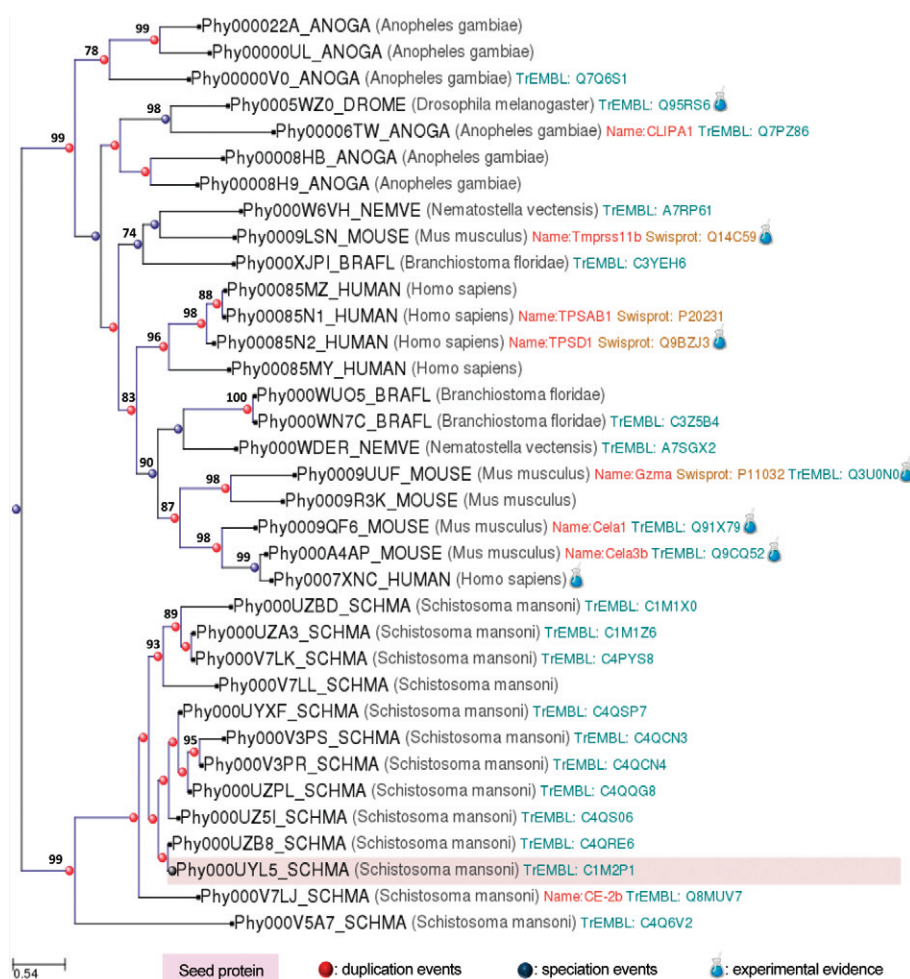 99
Phy000022A_ANOGA (Anopheles gambiae)
78
Phy00000UL_ANOGA (Anopheles gambiae)
Phy00000V0_ANOGA (Anopheles gambiae) TrEMBL: Q7Q6S1
98
Phy0005WZ0_DROME (Drosophila melanogaster) TrEMBL: Q95RS6
99
Phy00006TW_ANOGA (Anopheles gambiae) Name:CLIPA1 TrEMBL: Q7PZ86
Phy00008HB_ANOGA (Anopheles gambiae)
Phy00008H9_ANOGA (Anopheles gambiae)
Phy000W6VH_NEMVE (Nematostella vectensis) TrEMBL: A7RP61
74
Phy0009LSN_MOUSE (Mus musculus) Name:Tmprss11b Swisprot: Q14C59
Phy000XJPI_BRAFL (Branchiostoma floridae) TrEMBL: C3YEH6
88
Phy00085MZ_HUMAN (Homo sapiens)
98
Phy00085N1_HUMAN (Homo sapiens) Name:TPSAB1 Swisprot: P20231
96
Phy00085N2_HUMAN (Homo sapiens) Name:TPSD1 Swisprot: Q9BZJ3
Phy00085MY_HUMAN (Homo sapiens)
83
100
Phy000WUO5_BRAFL (Branchiostoma floridae)
Phy000WN7C_BRAFL (Branchiostoma floridae) TrEMBL: C3Z5B4
Phy000WDER_NEMVE (Nematostella vectensis) TrEMBL: A7SGX2
90
98
Phy0009UUF_MOUSE (Mus musculus) Name:Gzma Swisprot: P11032 TrEMBL: Q3U0N0
Phy0009R3K_MOUSE (Mus musculus)
87
Phy0009QF6_MOUSE (Mus musculus) Name:Cela1 TrEMBL: Q91X79
98
99
Phy000A4AP_MOUSE (Mus musculus) Name:Cela3b TrEMBL: Q9CQ52
Phy0007XNC_HUMAN (Homo sapiens)
89
Phy000UZBD_SCHMA (Schistosoma mansoni) TrEMBL: C1M1X0
Phy000UZA3_SCHMA (Schistosoma mansoni) TrEMBL: C1M1Z6
93
Phy000V7LK_SCHMA (Schistosoma mansoni) TrEMBL: C4PYS8
Phy000V7LL_SCHMA (Schistosoma mansoni)
Phy000UYXF_SCHMA (Schistosoma mansoni) TrEMBL: C4QSP7
95
Phy000V3PS_SCHMA (Schistosoma mansoni) TrEMBL: C4QCN3
Phy000V3PR_SCHMA (Schistosoma mansoni) TrEMBL: C4QCN4
Phy000UZPL_SCHMA (Schistosoma mansoni) TrEMBL: C4QQG8
Phy000UZ5I_SCHMA (Schistosoma mansoni) TrEMBL: C4QS06
Phy000UZB8_SCHMA (Schistosoma mansoni) TrEMBL: C4QRE6
99
Phy000UYL5_SCHMA (Schistosoma mansoni) TrEMBL: C1M2P1
Phy000V7LJ_SCHMA (Schistosoma mansoni) Name:CE-2b TrEMBL: Q8MUV7
Phy000V5A7_SCHMA (Schistosoma mansoni) TrEMBL: C4Q6V2
0.54
Seed protein
: duplication events
: speciation events
: experimental evidence